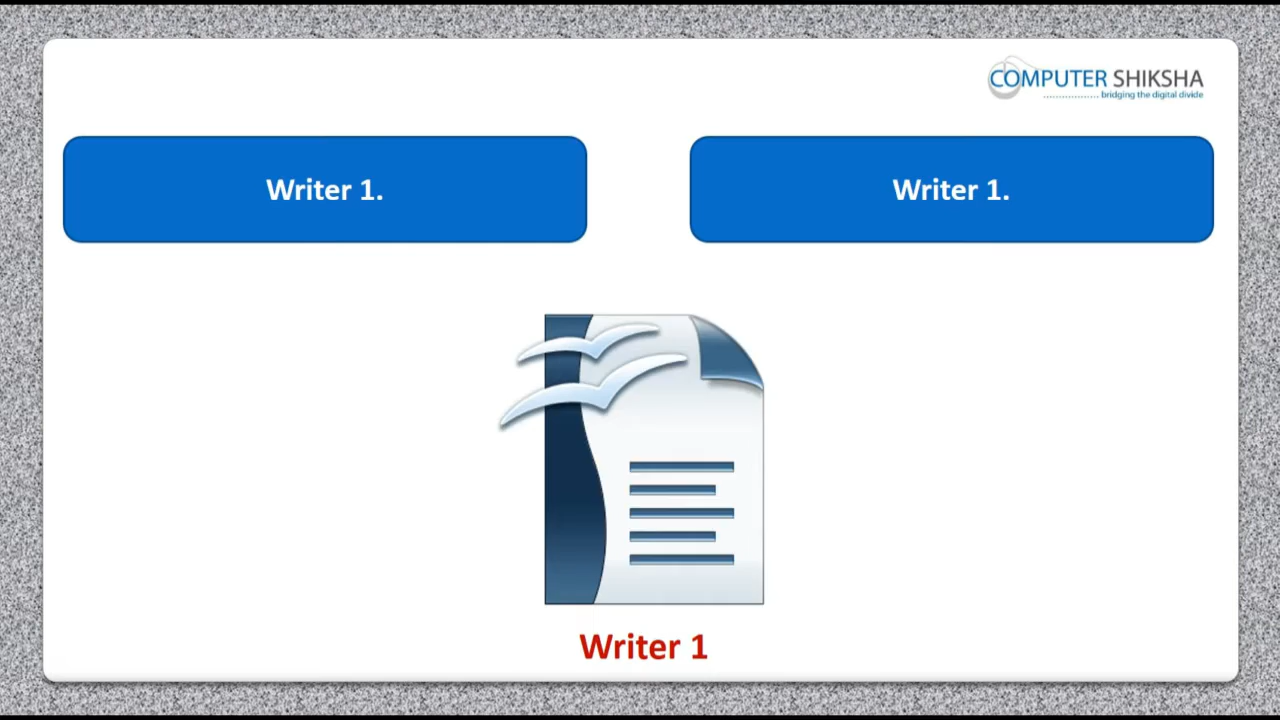 COMPUTER SHIKSHA
bridging the digital divide
Writer 1.
Writer 1.
Writer 1